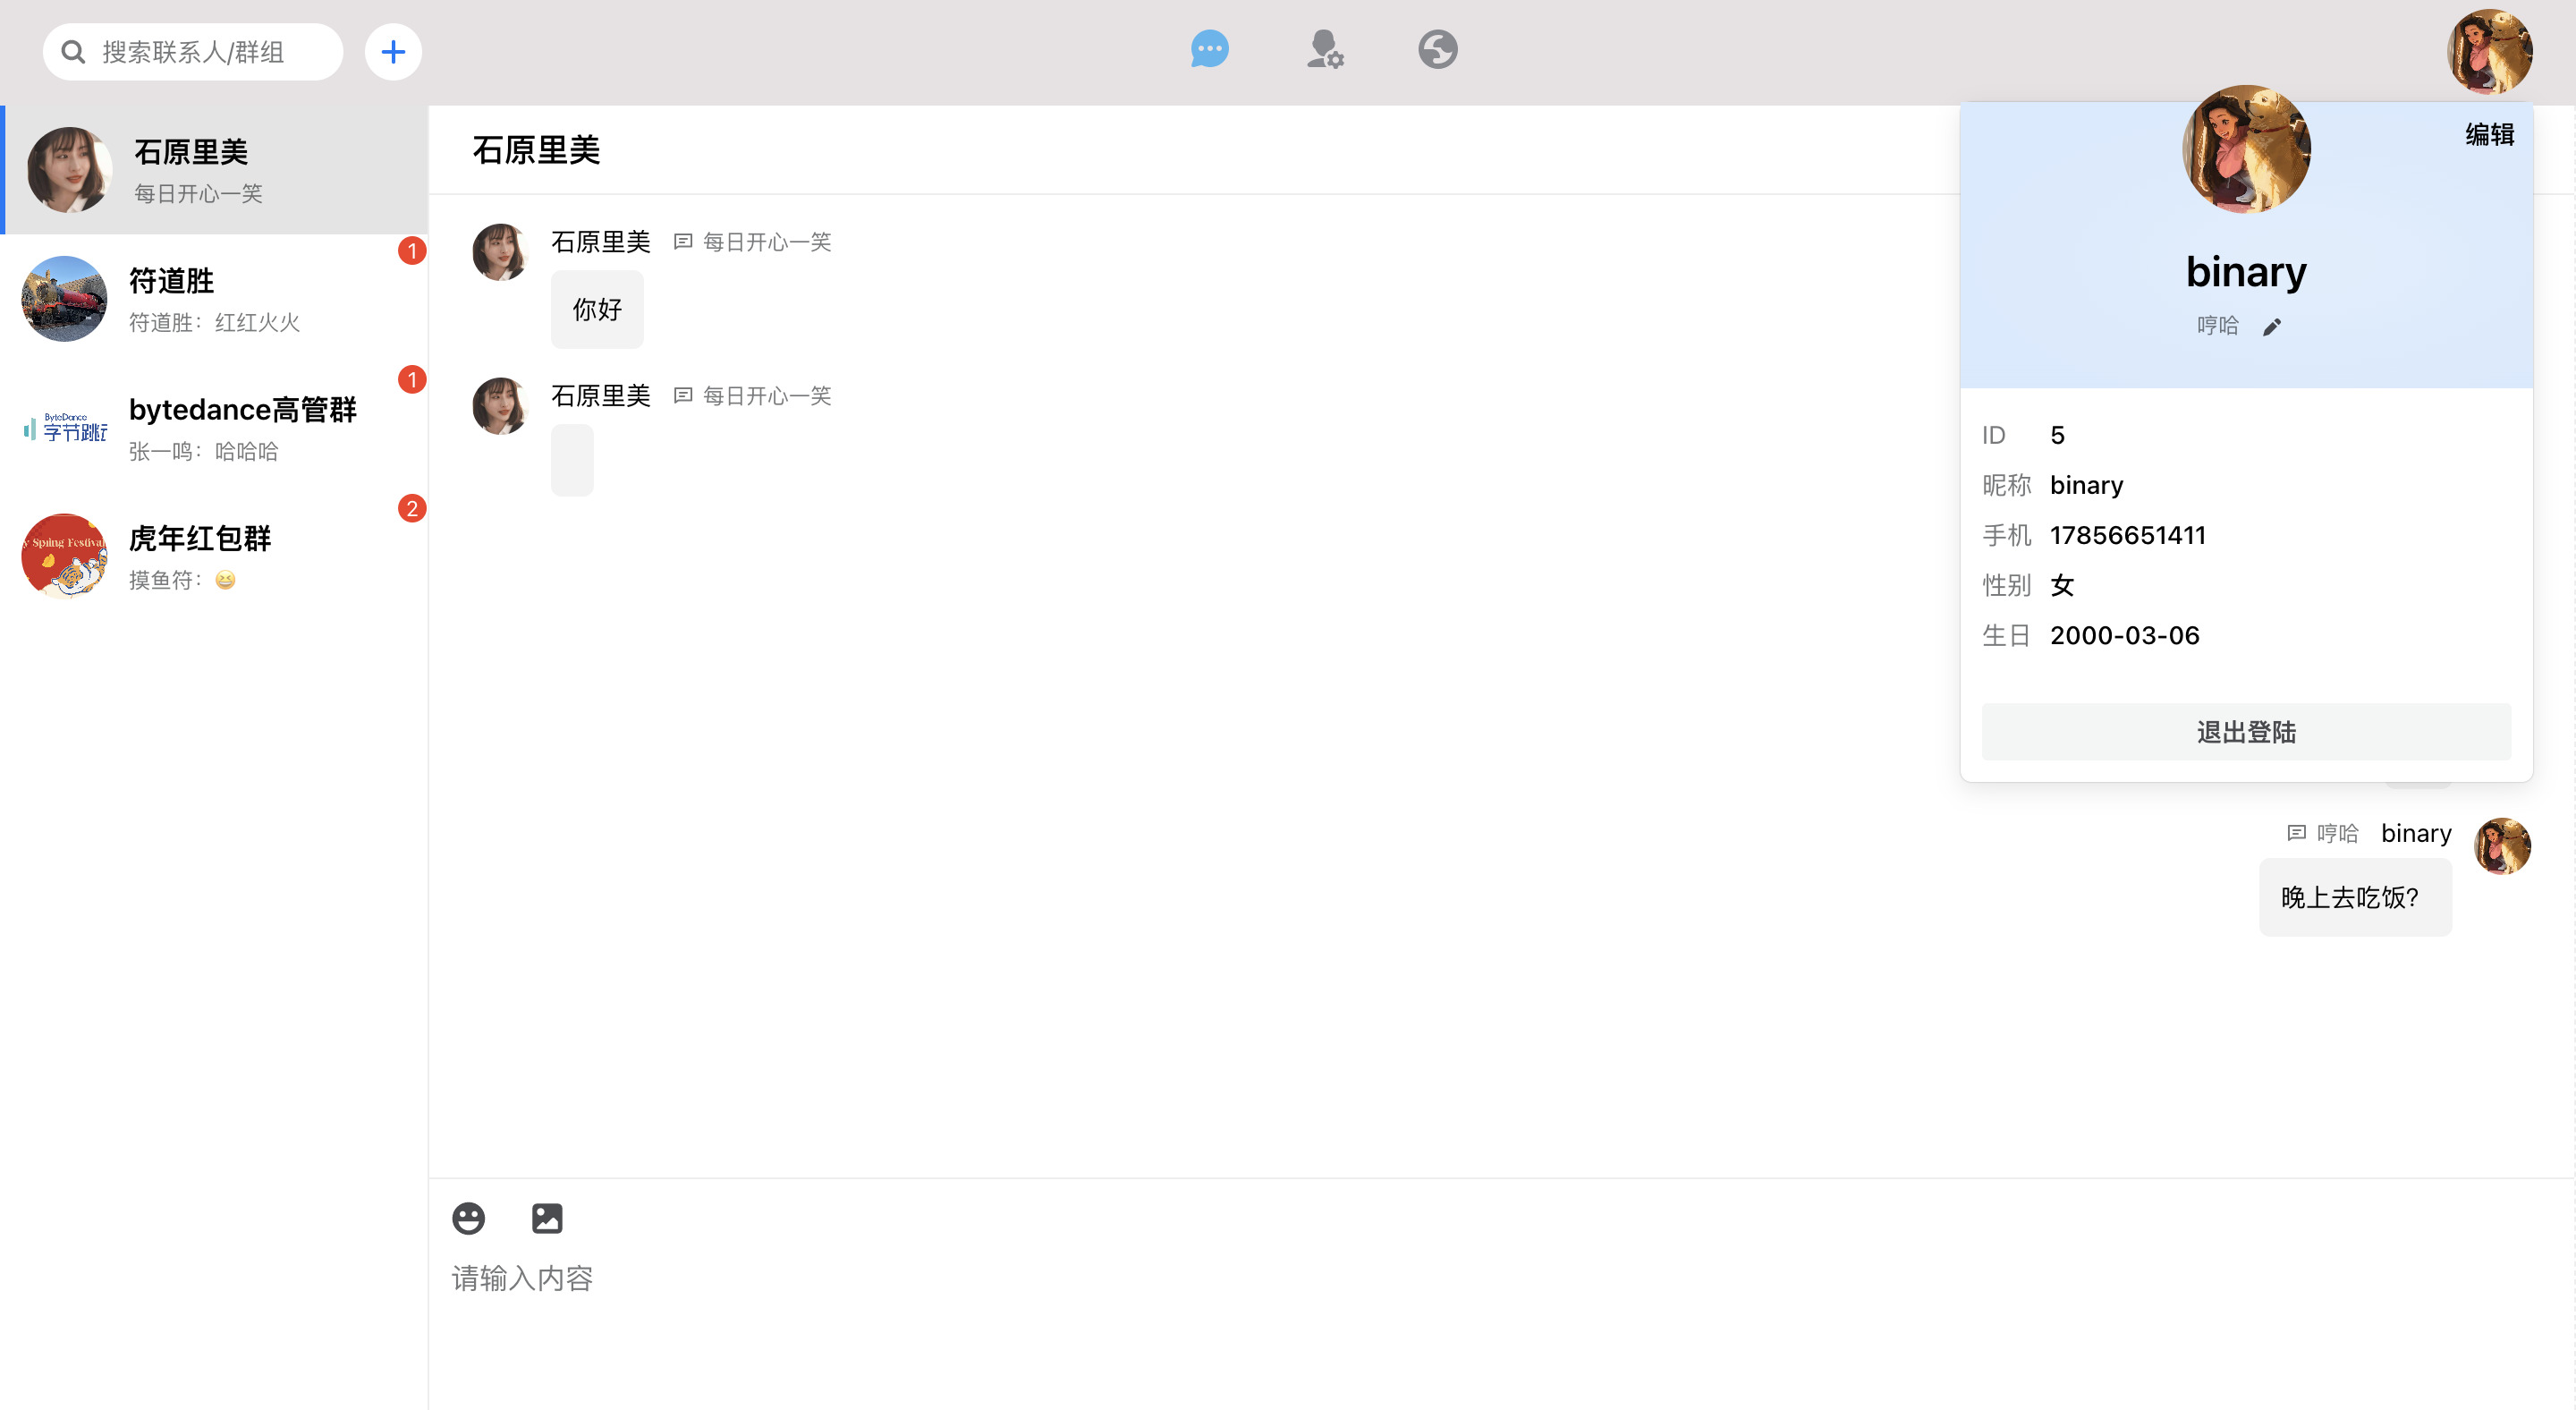 搜索联系人/群组
石原里美
每日开心一笑
1
符道胜
符道胜：红红火火
1
ByteDance
字节跳
bytedance高管群
张一鸣：哈哈哈
2
y Spring Festiva
虎年红包群
摸鱼符：😆
石原里美
石原里美 每日开心一笑
你好
石原里美 每日开心一笑
编辑
binary
哼哈
ID 5
昵称 binary
手机 17856651411
性别 女
生日 2000-03-06
退出登陆
哼哈 binary
晚上去吃饭?
请输入内容